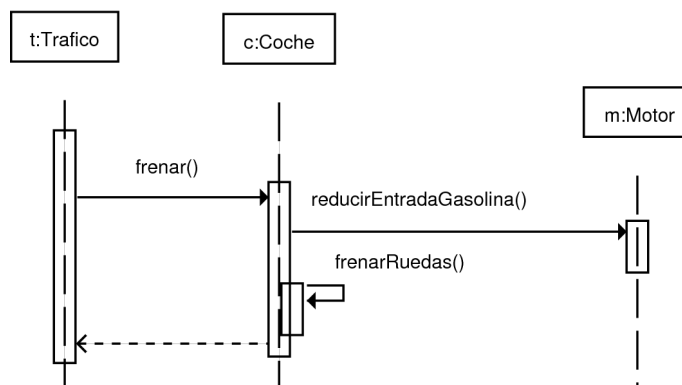 t:Trafico
c:Coche
m:Motor
frenar()
reducirEntradaGasolina()
frenarRuedas()